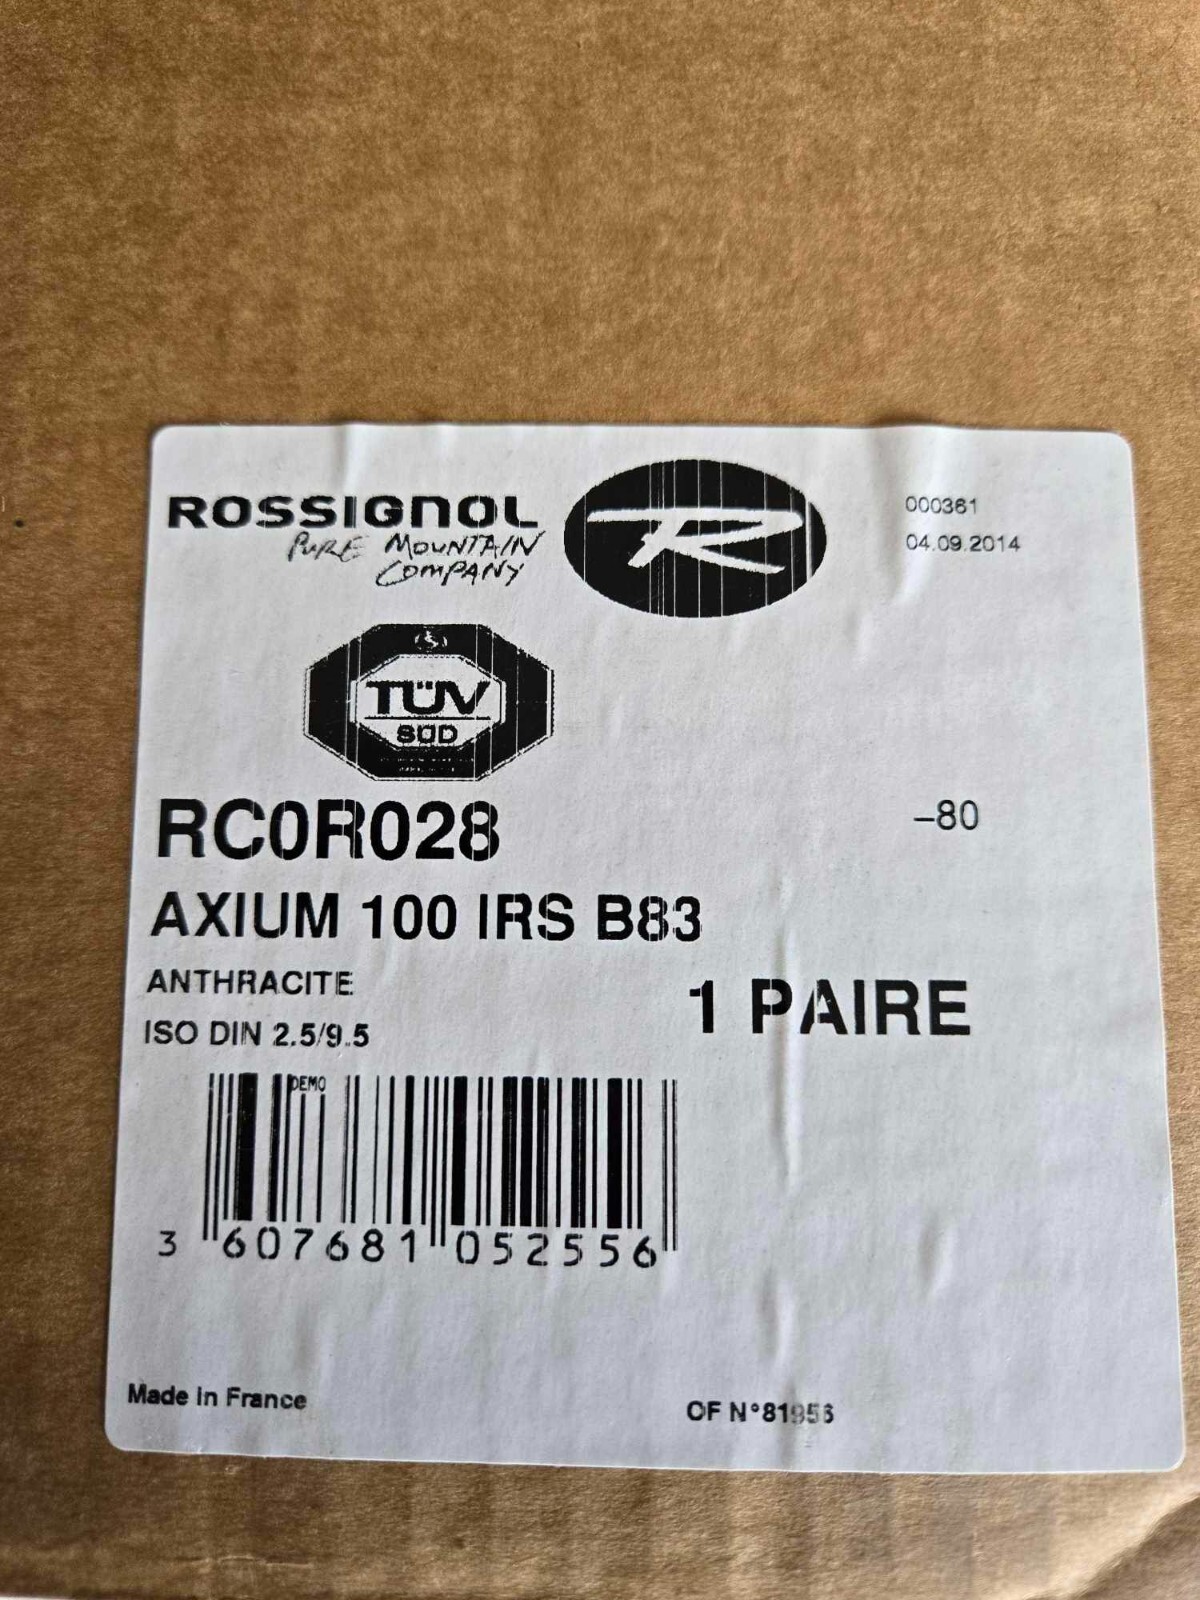 ROSSIGNOL
PURE MOUNTAIN
COMPANY
R
000361
04.09.2014
TÜV
SÜD
RC0R028
-80
AXIUM 100 IRS B83
ANTHRACITE
1 PAIRE
ISO DIN 2.5/9.5
DEMO
3 607681 052556
Made in France
OF N°81956